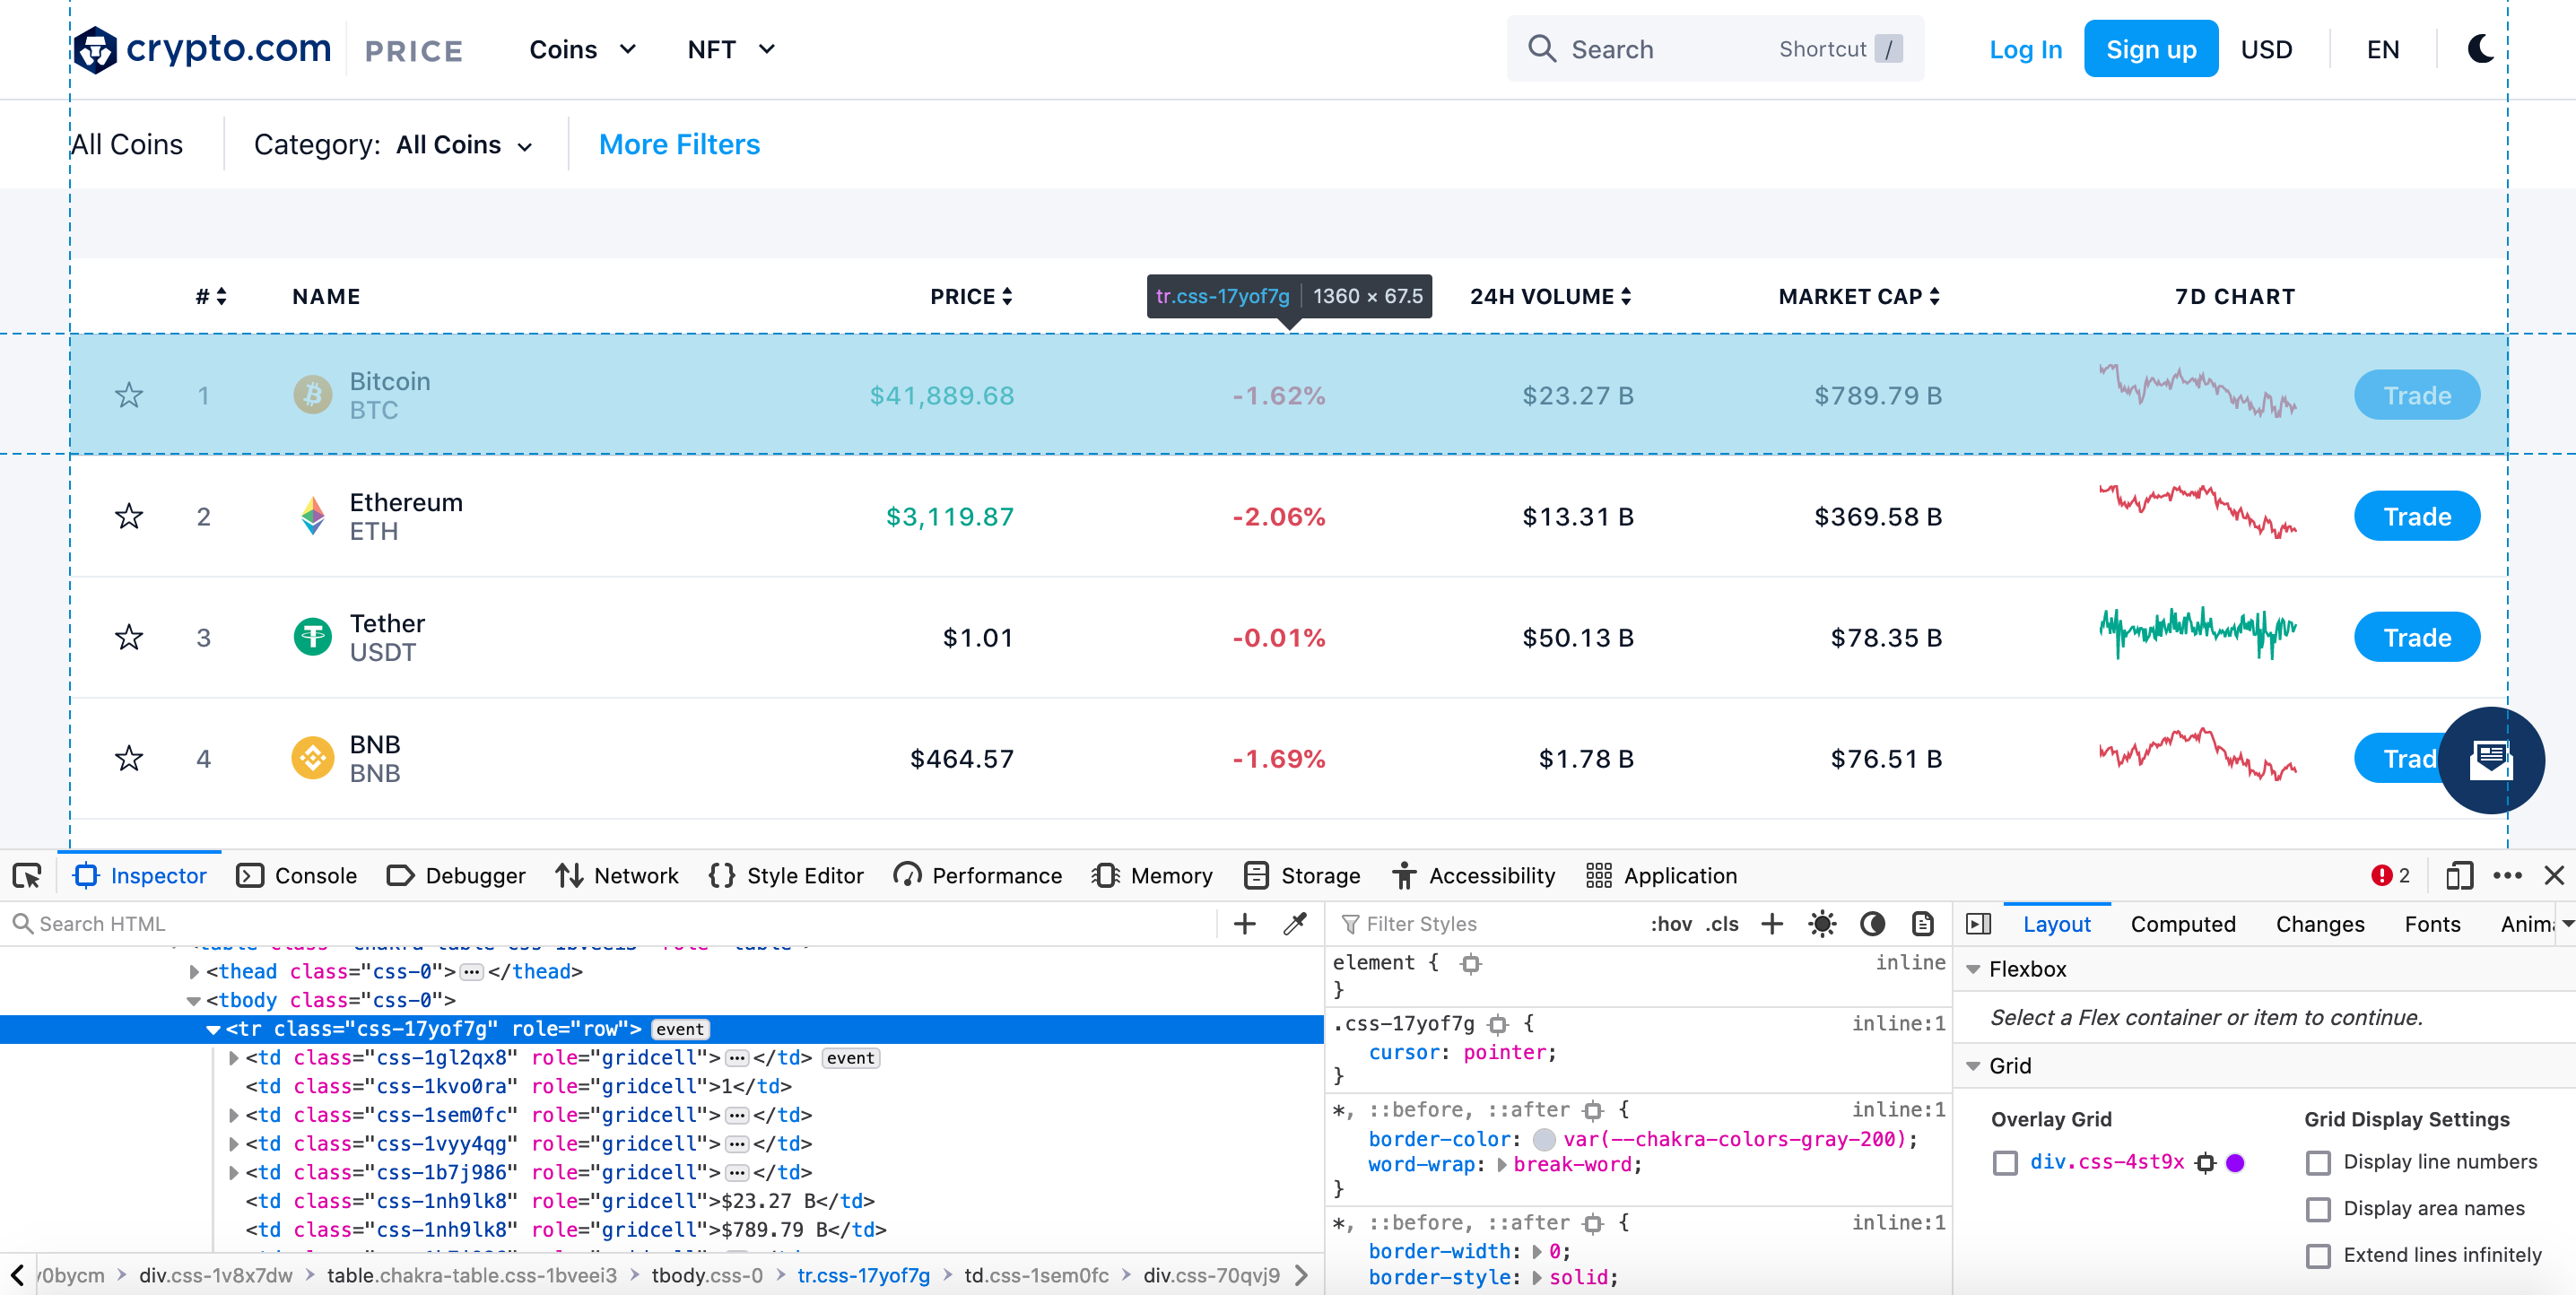 crypto.com PRICE Coins NFT Search Shortcut / Log In Sign up USD EN
All Coins Category: All Coins More Filters
# NAME PRICE 24H VOLUME MARKET CAP 7D CHART
tr.css-17yof7g 1360 × 67.5
1 Bitcoin BTC $41,889.68 -1.62% $23.27 B $789.79 B Trade
2 Ethereum ETH $3,119.87 -2.06% $13.31 B $369.58 B Trade
3 Tether USDT $1.01 -0.01% $50.13 B $78.35 B Trade
4 BNB BNB $464.57 -1.69% $1.78 B $76.51 B Trad
Inspector Console Debugger Network Style Editor Performance Memory Storage Accessibility Application 2
Search HTML
<thead class="css-0"></thead>
<tbody class="css-0">
<tr class="css-17yof7g" role="row"> event
<td class="css-1gl2qx8" role="gridcell"></td> event
<td class="css-1kvo0ra" role="gridcell">1</td>
<td class="css-1sem0fc" role="gridcell"></td>
<td class="css-1vyy4qg" role="gridcell"></td>
<td class="css-1b7j986" role="gridcell"></td>
<td class="css-1nh9lk8" role="gridcell">$23.27 B</td>
<td class="css-1nh9lk8" role="gridcell">$789.79 B</td>
y0bycm > div.css-1v8x7dw > table.chakra-table.css-1bveei3 > tbody.css-0 > tr.css-17yof7g > td.css-1sem0fc > div.css-70qvj9
Filter Styles :hov .cls
element { inline
}
.css-17yof7g { inline:1
cursor: pointer;
}
*, ::before, ::after { inline:1
border-color: var(--chakra-colors-gray-200);
word-wrap: break-word;
}
*, ::before, ::after { inline:1
border-width: 0;
border-style: solid;
Layout Computed Changes Fonts Anim
Flexbox
Select a Flex container or item to continue.
Grid
Overlay Grid
div.css-4st9x
Grid Display Settings
Display line numbers
Display area names
Extend lines infinitely